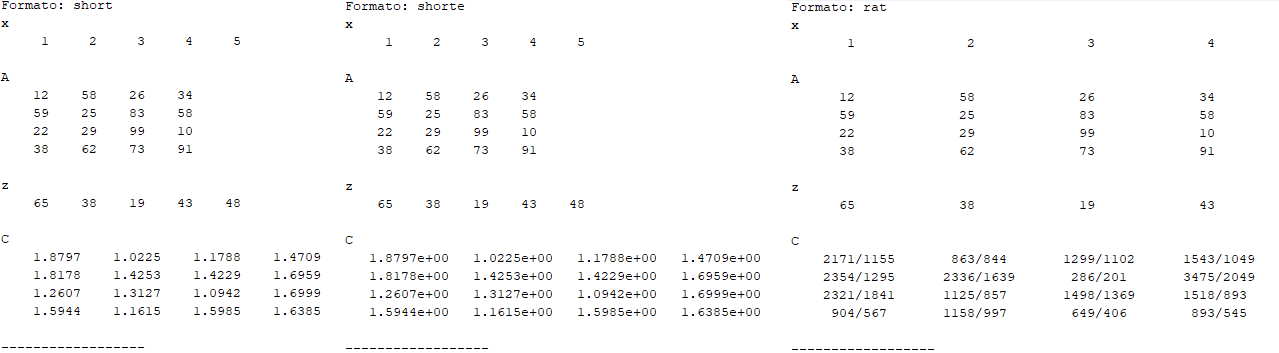 Formato: short
x
1 2 3 4 5
A
12 58 26 34
59 25 83 58
22 29 99 10
38 62 73 91
z
65 38 19 43 48
C
1.8797 1.0225 1.1788 1.4709
1.8178 1.4253 1.4229 1.6959
1.2607 1.3127 1.0942 1.6999
1.5944 1.1615 1.5985 1.6385
------------------
Formato: shorte
x
1 2 3 4 5
A
12 58 26 34
59 25 83 58
22 29 99 10
38 62 73 91
z
65 38 19 43 48
C
1.8797e+00 1.0225e+00 1.1788e+00 1.4709e+00
1.8178e+00 1.4253e+00 1.4229e+00 1.6959e+00
1.2607e+00 1.3127e+00 1.0942e+00 1.6999e+00
1.5944e+00 1.1615e+00 1.5985e+00 1.6385e+00
------------------
Formato: rat
x
1 2 3 4
A
12 58 26 34
59 25 83 58
22 29 99 10
38 62 73 91
z
65 38 19 43
C
2171/1155 863/844 1299/1102 1543/1049
2354/1295 2336/1639 286/201 3475/2049
2321/1841 1125/857 1498/1369 1518/893
904/567 1158/997 649/406 893/545
------------------